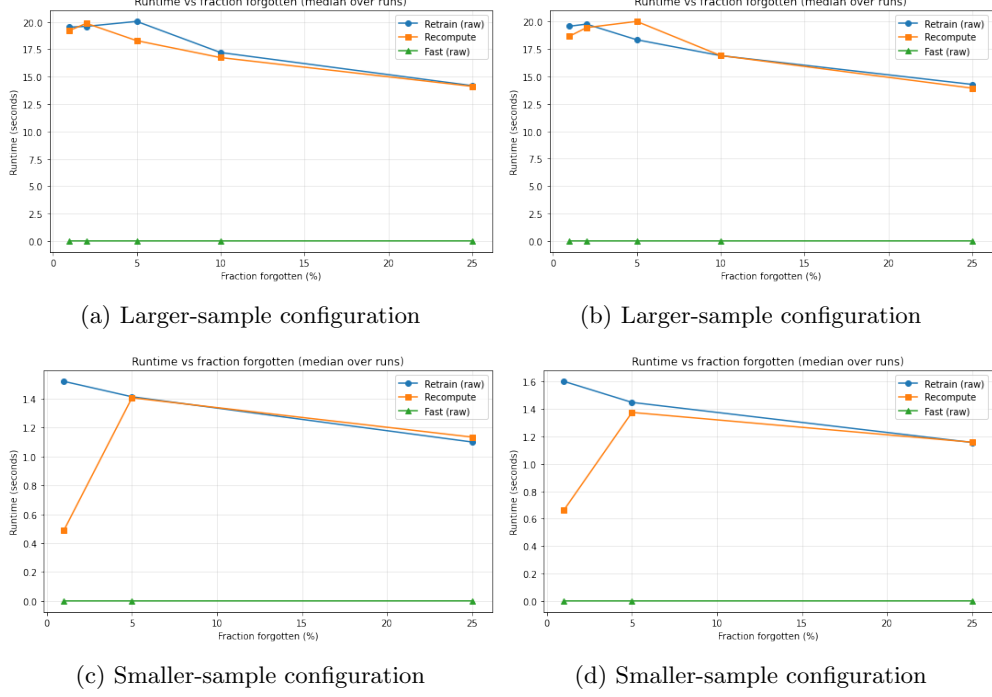 Runtime vs fraction forgotten (median over runs)
20.0
17.5
15.0
12.5
10.0
7.5
5.0
2.5
0.0
Runtime (seconds)
Retrain (raw)
Recompute
Fast (raw)
0 5 10 15 20 25
Fraction forgotten (%)
(a) Larger-sample configuration
Runtime vs fraction forgotten (median over runs)
20.0
17.5
15.0
12.5
10.0
7.5
5.0
2.5
0.0
Runtime (seconds)
Retrain (raw)
Recompute
Fast (raw)
0 5 10 15 20 25
Fraction forgotten (%)
(b) Larger-sample configuration
Runtime vs fraction forgotten (median over runs)
1.4
1.2
1.0
0.8
0.6
0.4
0.2
0.0
Runtime (seconds)
Retrain (raw)
Recompute
Fast (raw)
0 5 10 15 20 25
Fraction forgotten (%)
(c) Smaller-sample configuration
Runtime vs fraction forgotten (median over runs)
1.6
1.4
1.2
1.0
0.8
0.6
0.4
0.2
0.0
Runtime (seconds)
Retrain (raw)
Recompute
Fast (raw)
0 5 10 15 20 25
Fraction forgotten (%)
(d) Smaller-sample configuration